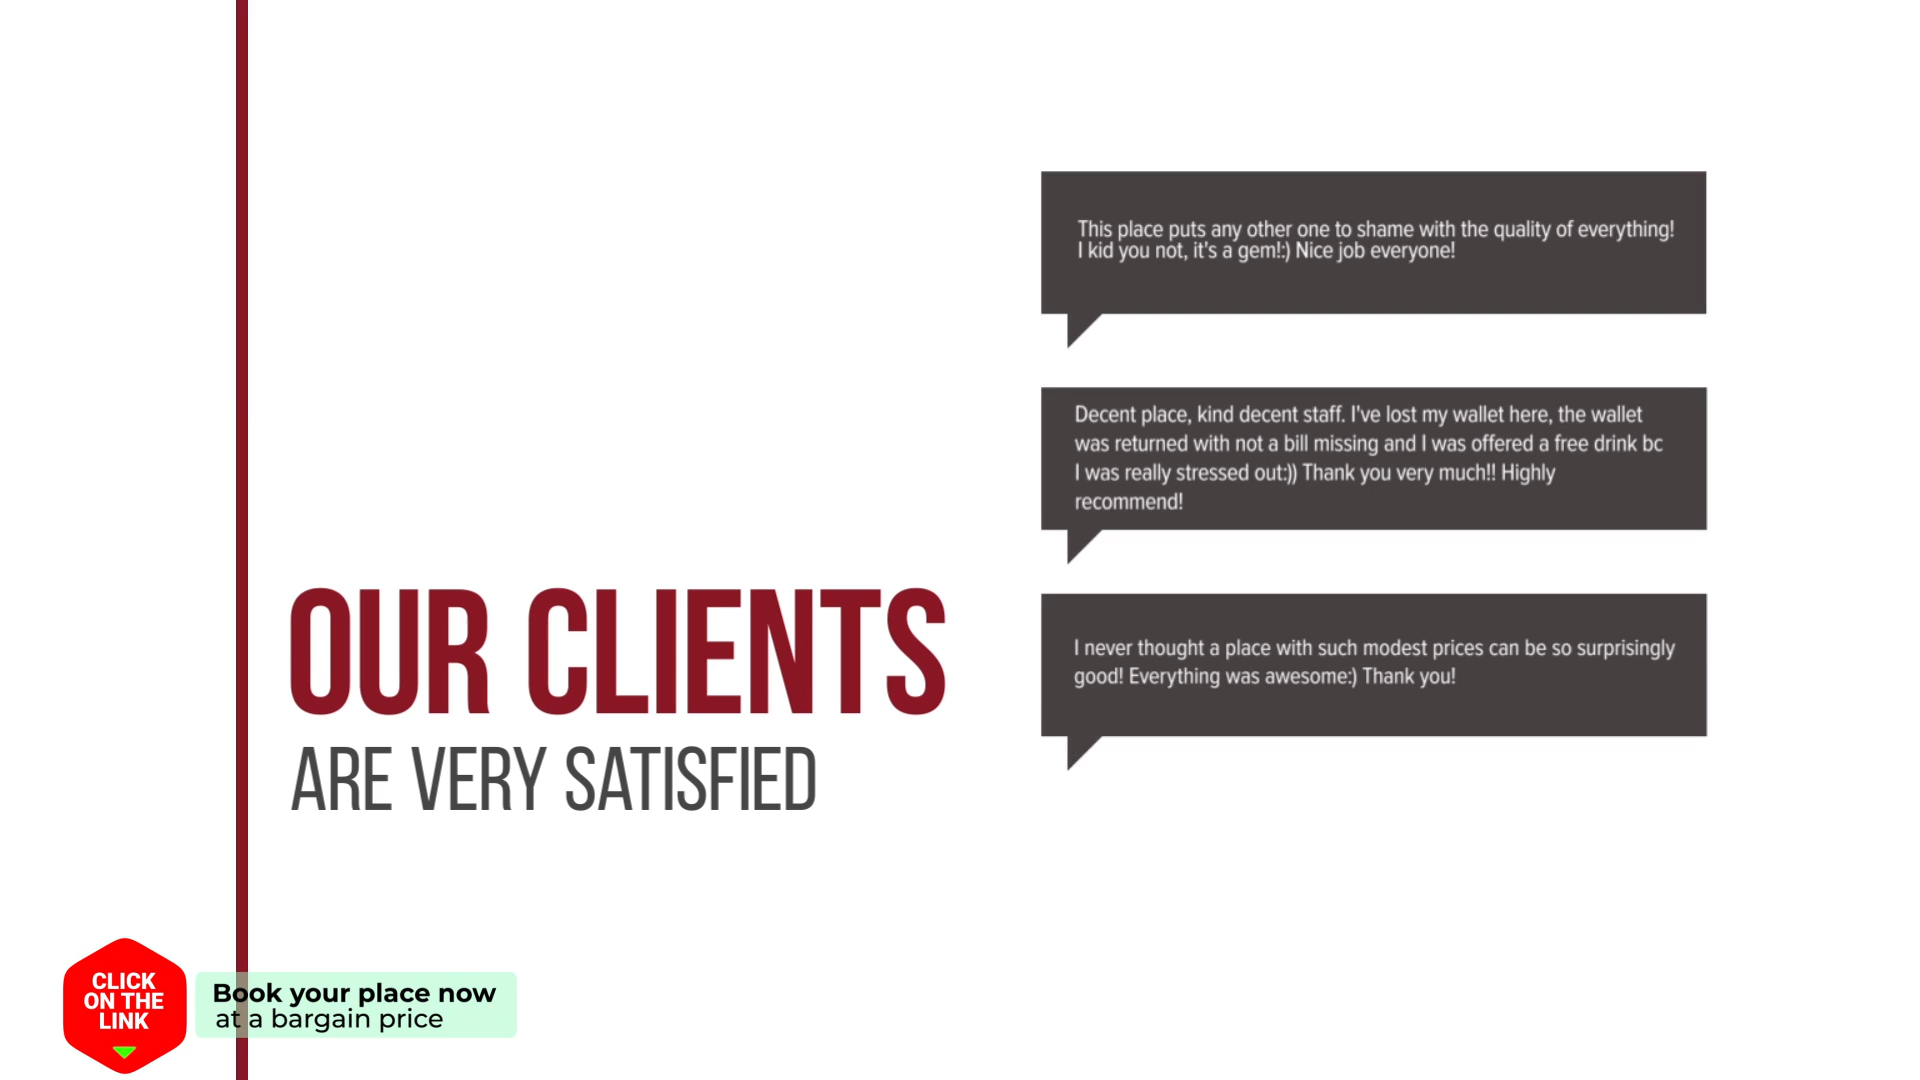 This place puts any other one to shame with the quality of everything!
I kid you not, it's a gem!:) Nice job everyone!
Decent place, kind decent staff. I've lost my wallet here, the wallet
was returned with not a bill missing and I was offered a free drink bc
I was really stressed out:)) Thank you very much!! Highly
recommend!
I never thought a place with such modest prices can be so surprisingly
good! Everything was awesome:) Thank you!
OUR CLIENTS
ARE VERY SATISFIED
CLICK
ON THE
LINK
Book your place now
at a bargain price